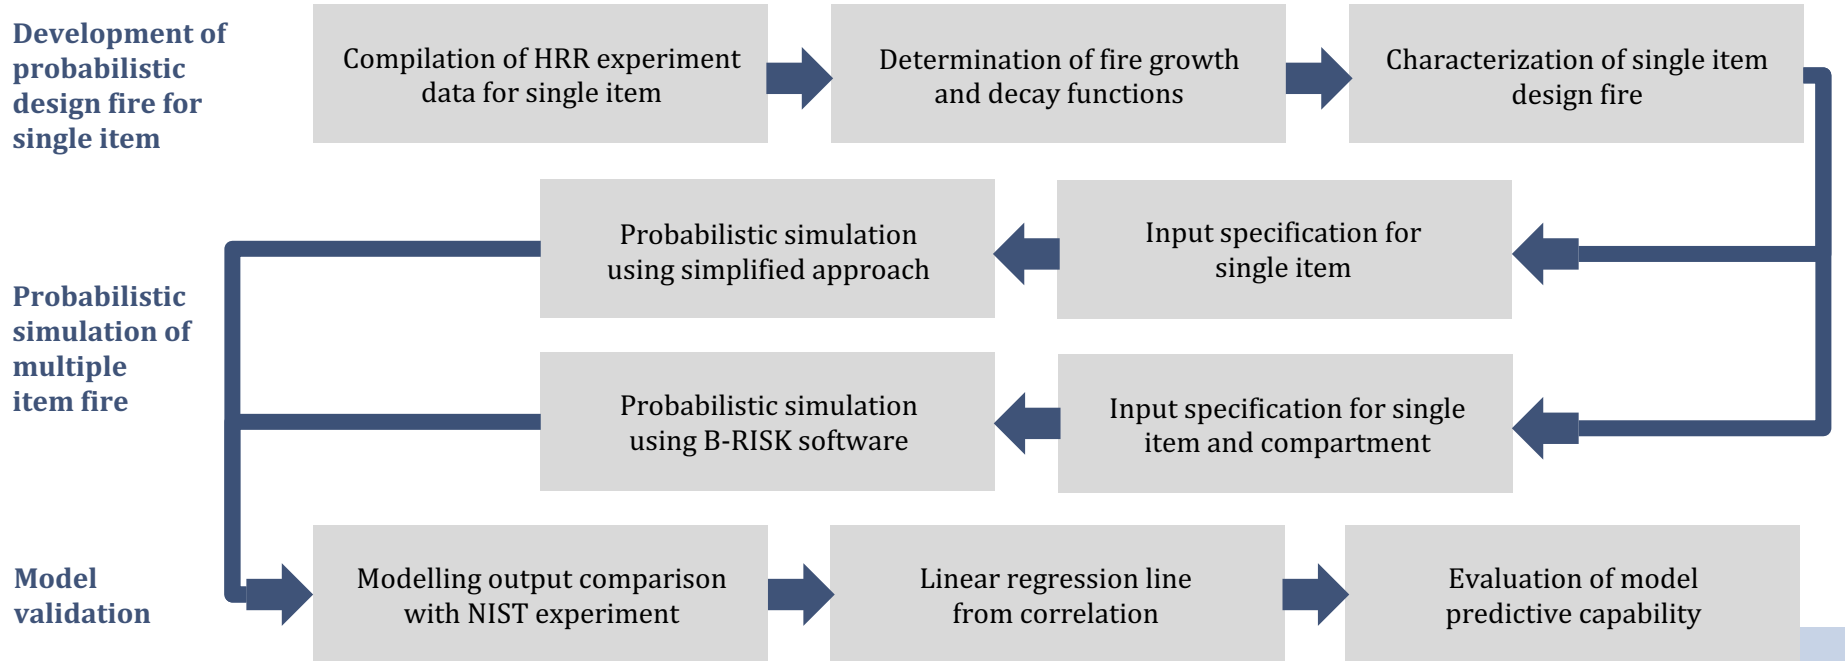 Development of
probabilistic
design fire for
single item
Compilation of HRR experiment
data for single item
Determination of fire growth
and decay functions
Characterization of single item
design fire
Probabilistic
simulation of
multiple
item fire
Probabilistic simulation
using simplified approach
Input specification for
single item
Probabilistic simulation
using B-RISK software
Input specification for single
item and compartment
Model
validation
Modelling output comparison
with NIST experiment
Linear regression line
from correlation
Evaluation of model
predictive capability